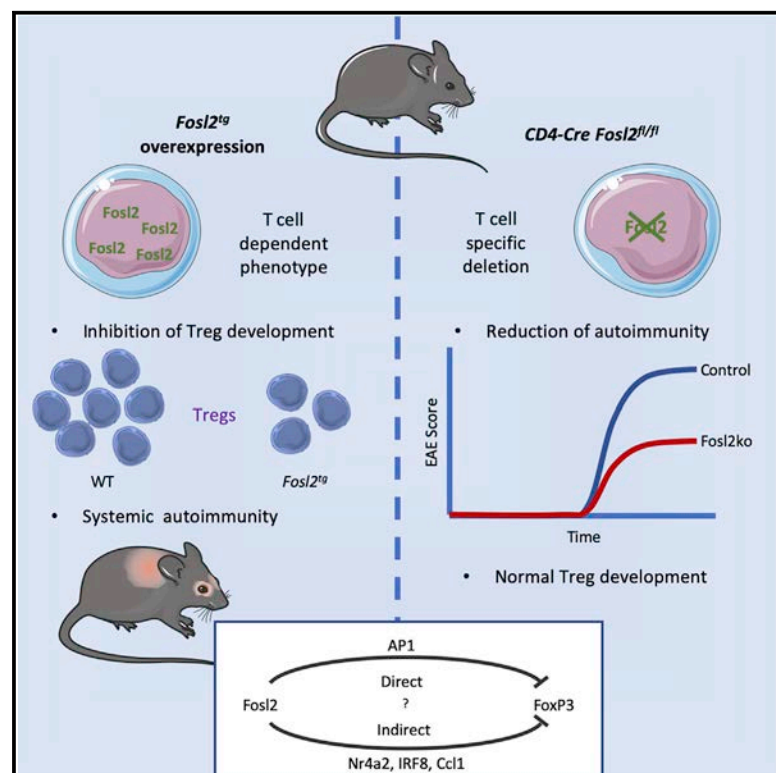 Fosl2tg
overexpression
Fosl2
Fosl2
Fosl2
Fosl2
T cell
dependent
phenotype
• Inhibition of Treg development
Tregs
WT
Fosl2tg
• Systemic autoimmunity
CD4-Cre Fosl2fl/fl
T cell
specific
deletion
Fosl2
• Reduction of autoimmunity
EAE Score
Control
Fosl2ko
Time
• Normal Treg development
AP1
Direct
Fosl2 ? FoxP3
Indirect
Nr4a2, IRF8, Ccl1